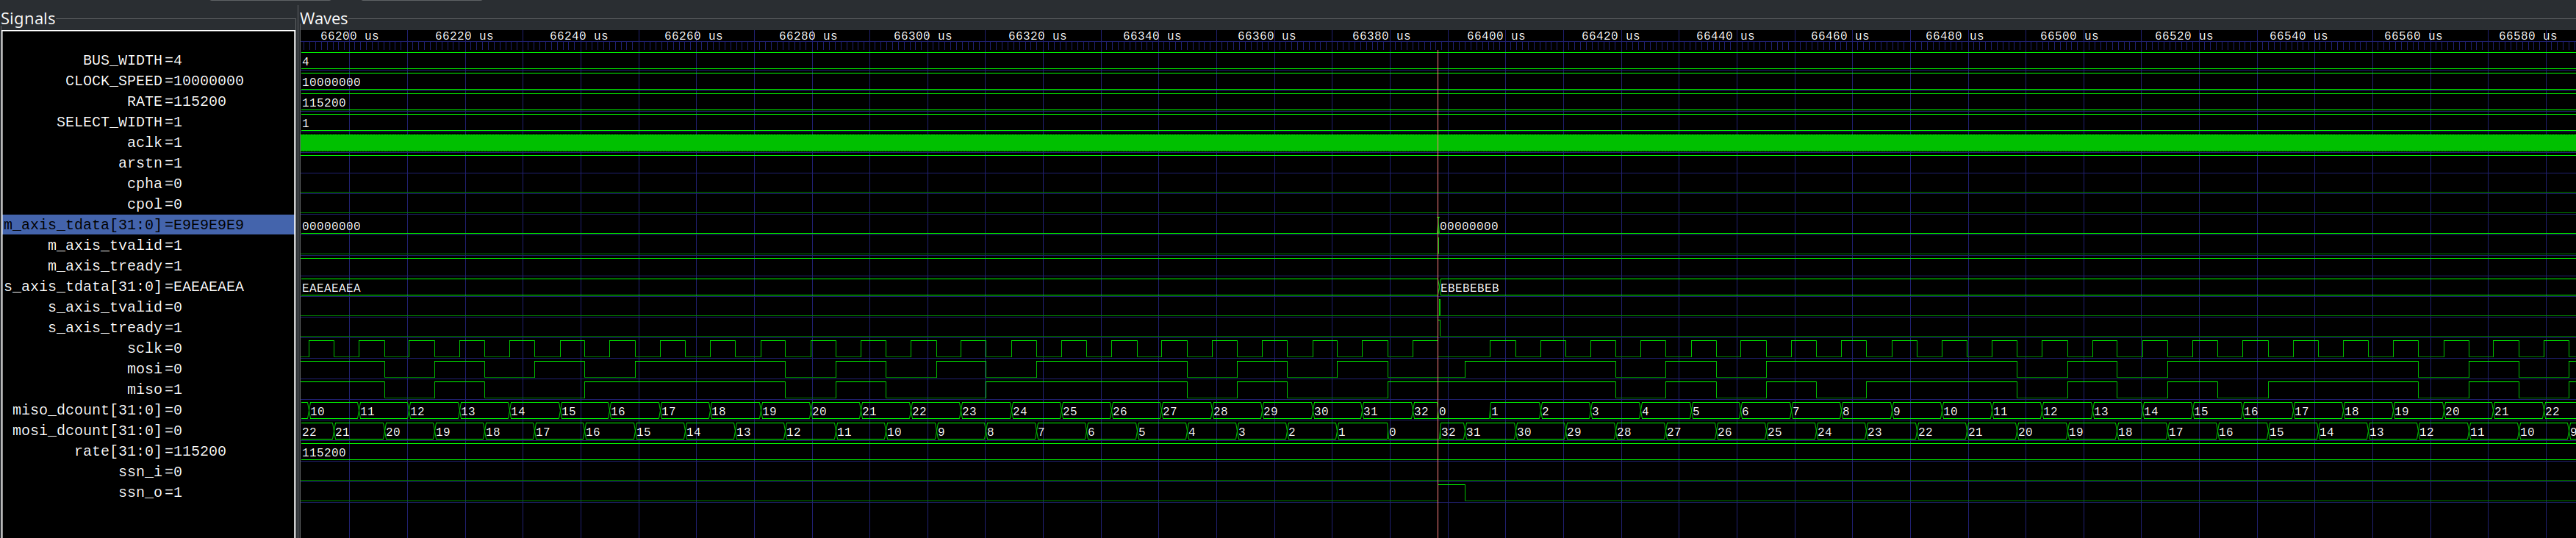 Signals Waves
66200 us 66220 us 66240 us 66260 us 66280 us 66300 us 66320 us 66340 us 66360 us 66380 us 66400 us 66420 us 66440 us 66460 us 66480 us 66500 us 66520 us 66540 us 66560 us 66580 us
BUS_WIDTH=4 4
CLOCK_SPEED=10000000 10000000
RATE=115200 115200
SELECT_WIDTH=1 1
aclk=1
arstn=1
cpha=0
cpol=0
m_axis_tdata[31:0]=E9E9E9E9 00000000 00000000
m_axis_tvalid=1
m_axis_tready=1
s_axis_tdata[31:0]=EAEAEAEA EAEAEAEA EBEBEBEB
s_axis_tvalid=0
s_axis_tready=1
sclk=0
mosi=0
miso=1
miso_dcount[31:0]=0 10 11 12 13 14 15 16 17 18 19 20 21 22 23 24 25 26 27 28 29 30 31 32 0 1 2 3 4 5 6 7 8 9 10 11 12 13 14 15 16 17 18 19 20 21 22
mosi_dcount[31:0]=0 22 21 20 19 18 17 16 15 14 13 12 11 10 9 8 7 6 5 4 3 2 1 0 32 31 30 29 28 27 26 25 24 23 22 21 20 19 18 17 16 15 14 13 12 11 10 9
rate[31:0]=115200 115200
ssn_i=0
ssn_o=1